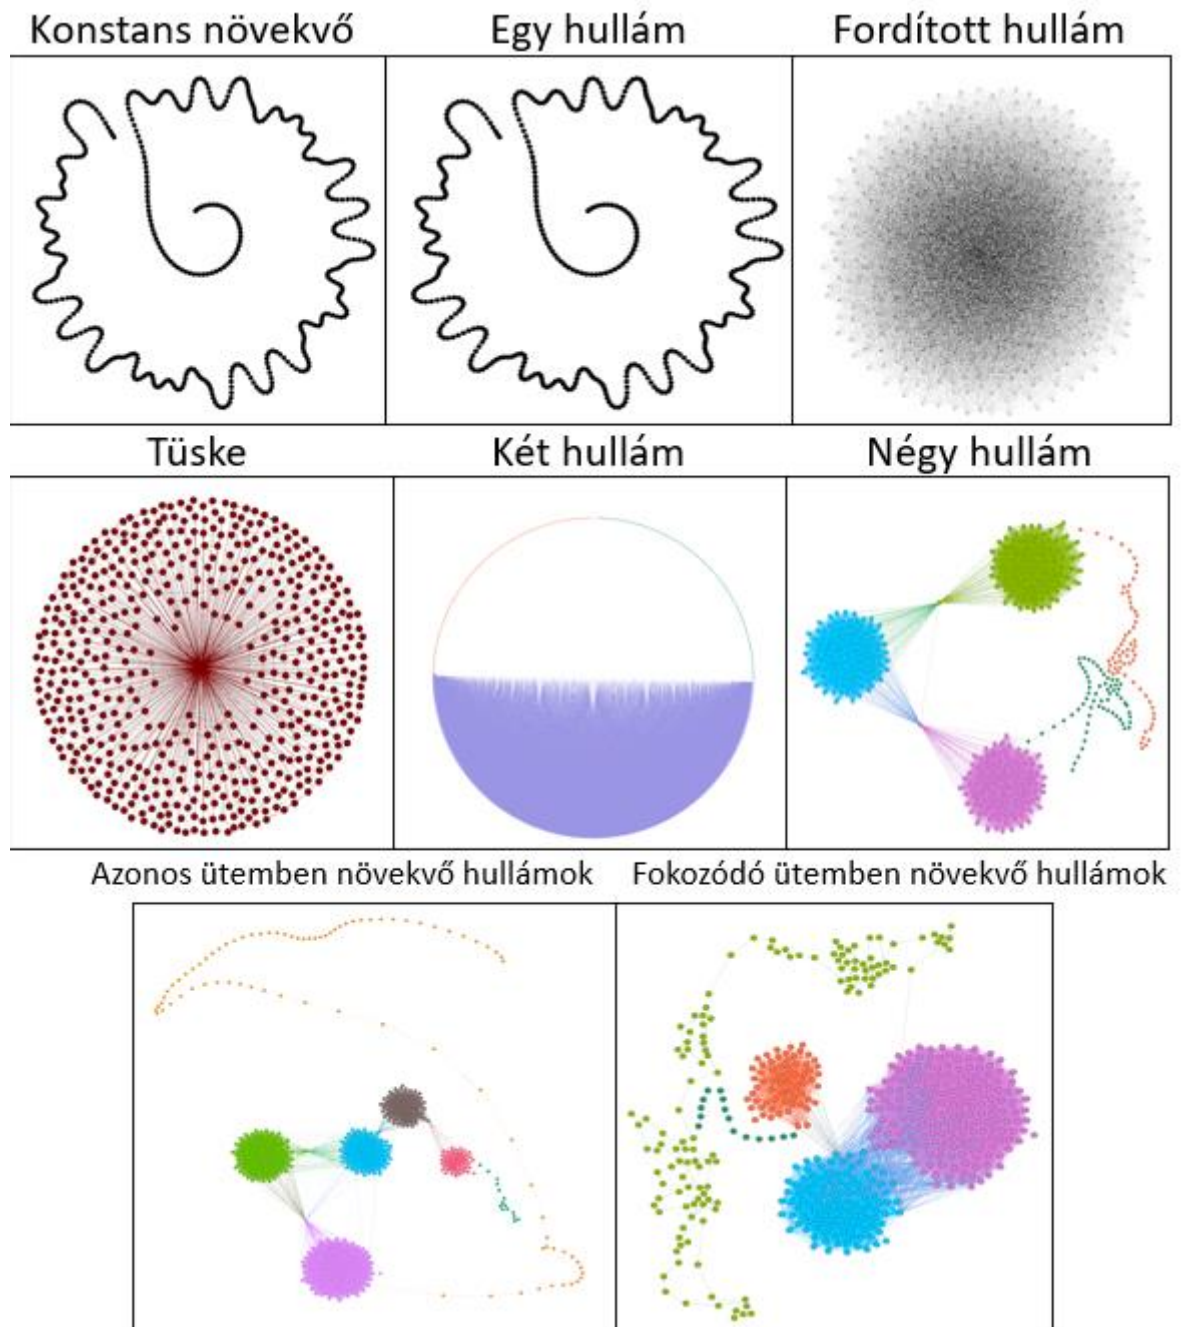 Konstans növekvő
Egy hullám
Fordított hullám
Tüske
Két hullám
Négy hullám
Azonos ütemben növekvő hullámok
Fokozódó ütemben növekvő hullámok